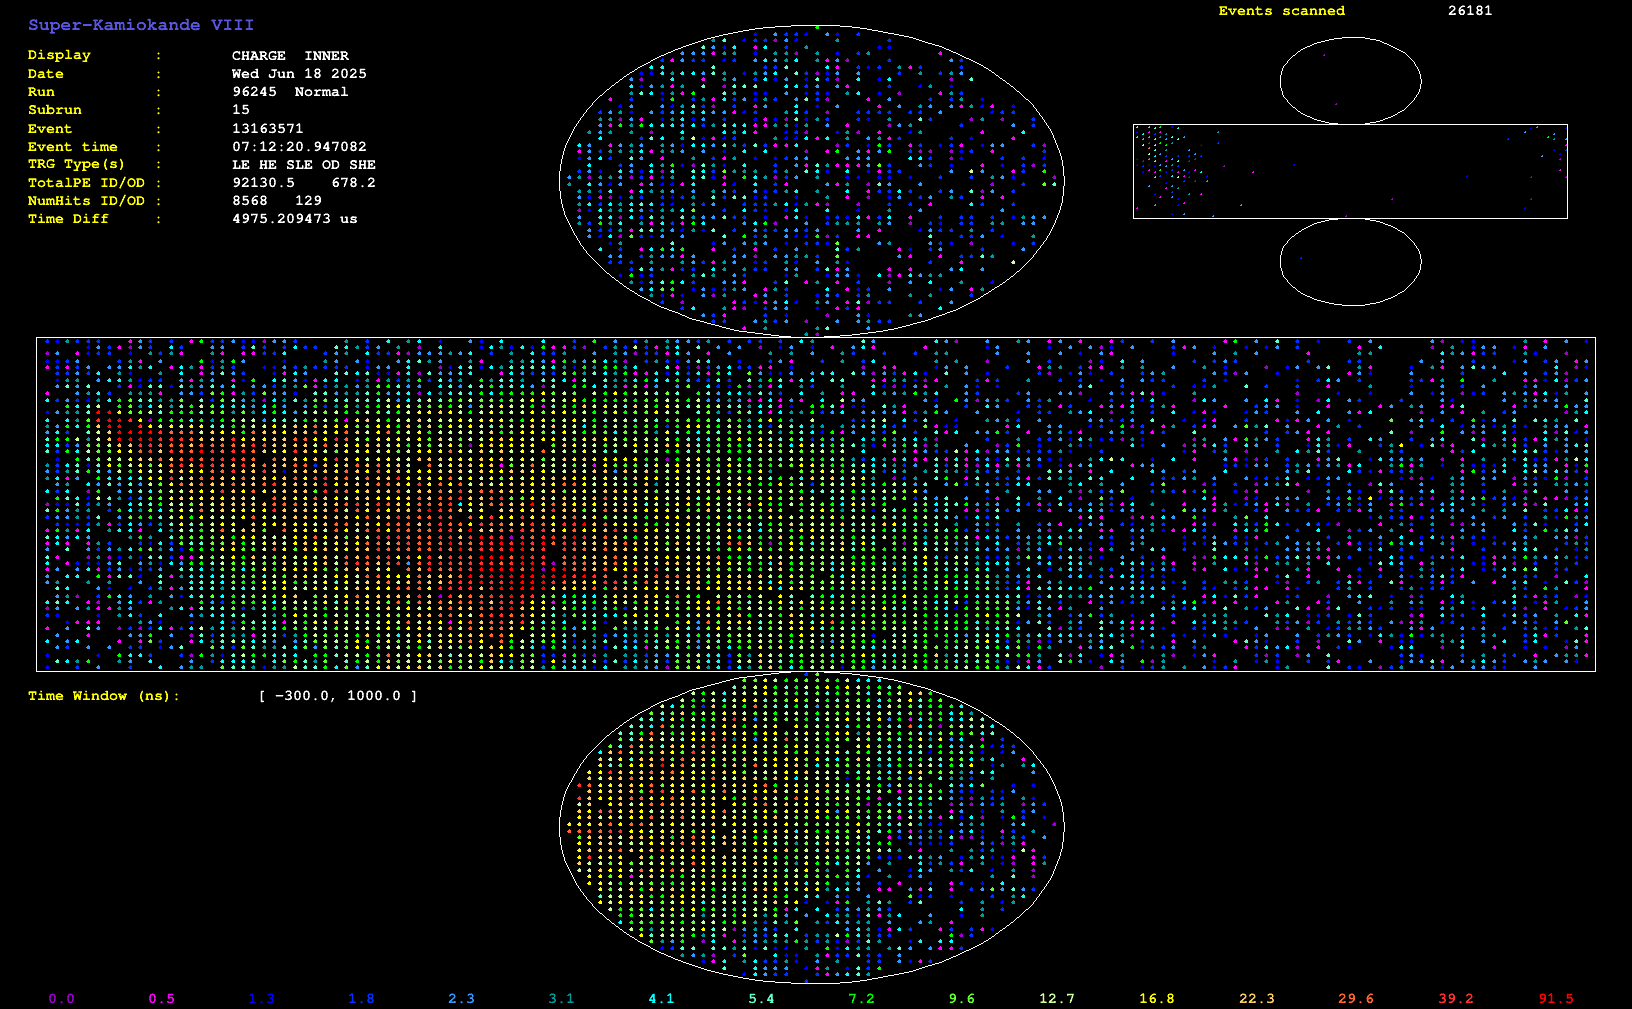 Super-Kamiokande VIII
Events scanned 26181
Display : CHARGE INNER
Date : Wed Jun 18 2025
Run : 96245 Normal
Subrun : 15
Event : 13163571
Event time : 07:12:20.947082
TRG Type(s) : LE HE SLE OD SHE
TotalPE ID/OD : 92130.5 678.2
NumHits ID/OD : 8568 129
Time Diff : 4975.209473 us
Time Window (ns): [ -300.0, 1000.0 ]
0.0 0.5 1.3 1.8 2.3 3.1 4.1 5.4 7.2 9.6 12.7 16.8 22.3 29.6 39.2 91.5